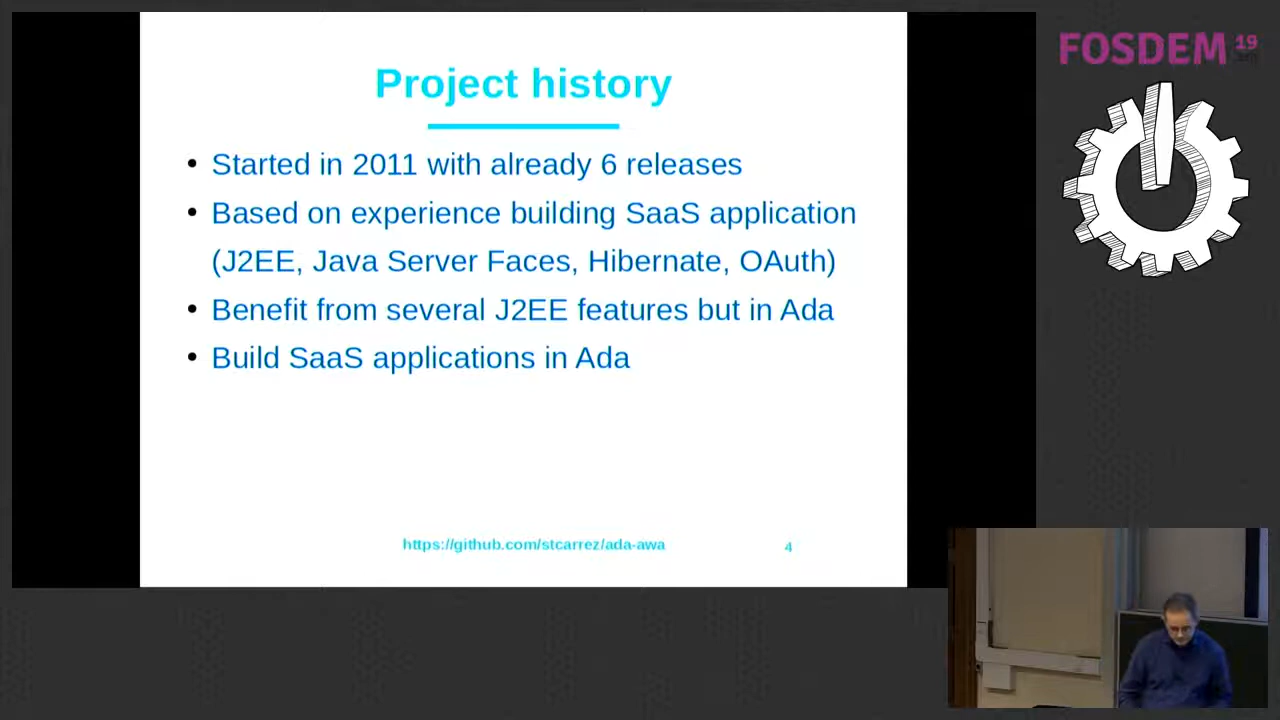 Project history
• Started in 2011 with already 6 releases
• Based on experience building SaaS application
(J2EE, Java Server Faces, Hibernate, OAuth)
• Benefit from several J2EE features but in Ada
• Build SaaS applications in Ada
https://github.com/stcarrez/ada-awa
4
FOSDEM 19